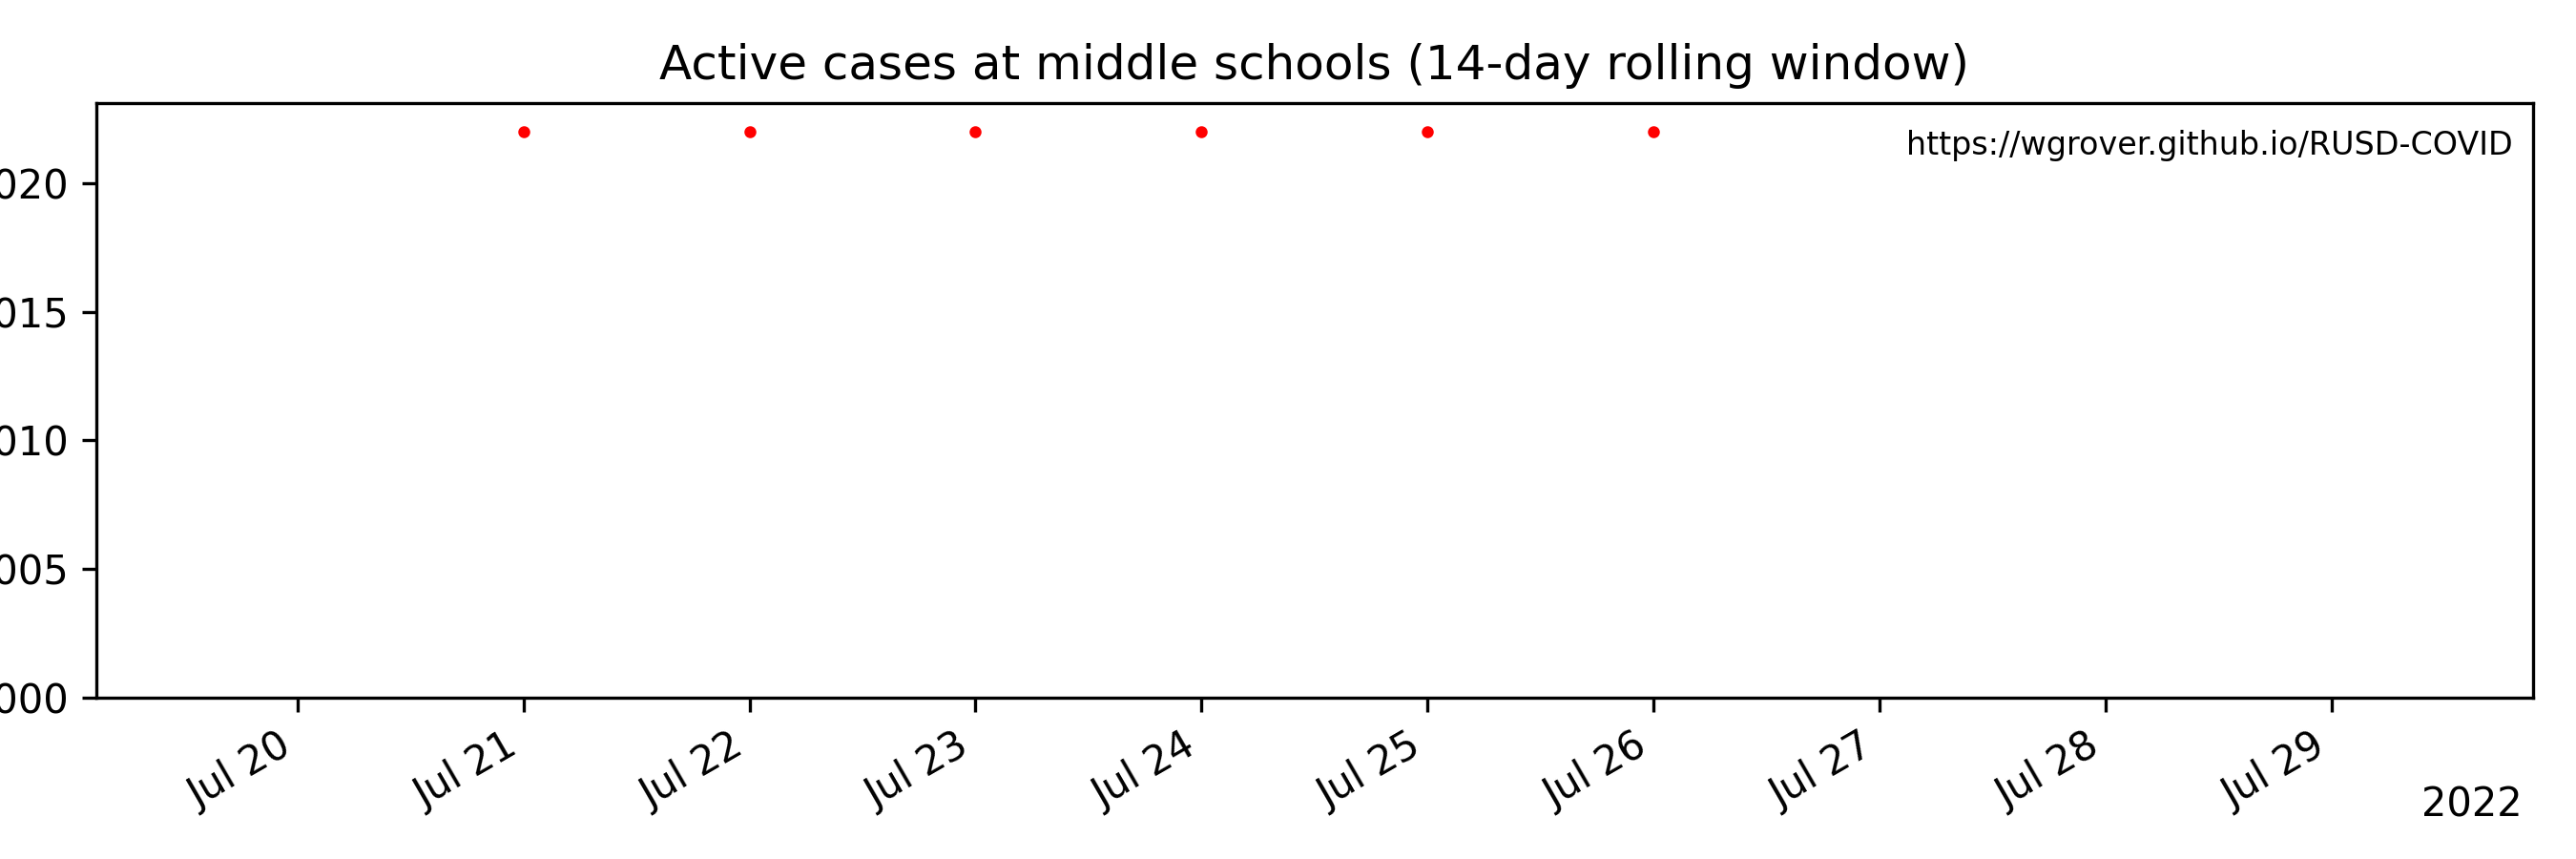 Active cases at middle schools (14-day rolling window)
https://wgrover.github.io/RUSD-COVID
020
015
010
005
000
Jul 20
Jul 21
Jul 22
Jul 23
Jul 24
Jul 25
Jul 26
Jul 27
Jul 28
Jul 29
2022